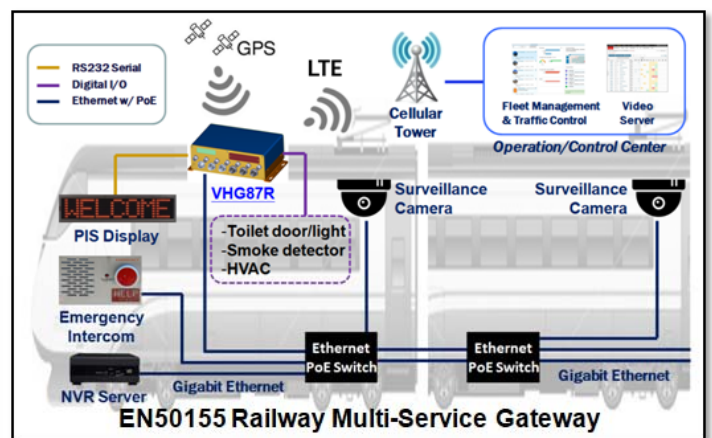 GPS
LTE
RS232 Serial
Digital I/O
Ethernet w/ PoE
Cellular
Tower
Fleet Management
& Traffic Control
Video
Server
Operation/Control Center
VHG87R
WELCOME
PIS Display
-Toilet door/light
-Smoke detector
-HVAC
Surveillance
Camera
Surveillance
Camera
HELP
Emergency
Intercom
NVR Server
Gigabit Ethernet
Ethernet
PoE Switch
Ethernet
PoE Switch
Gigabit Ethernet
EN50155 Railway Multi-Service Gateway